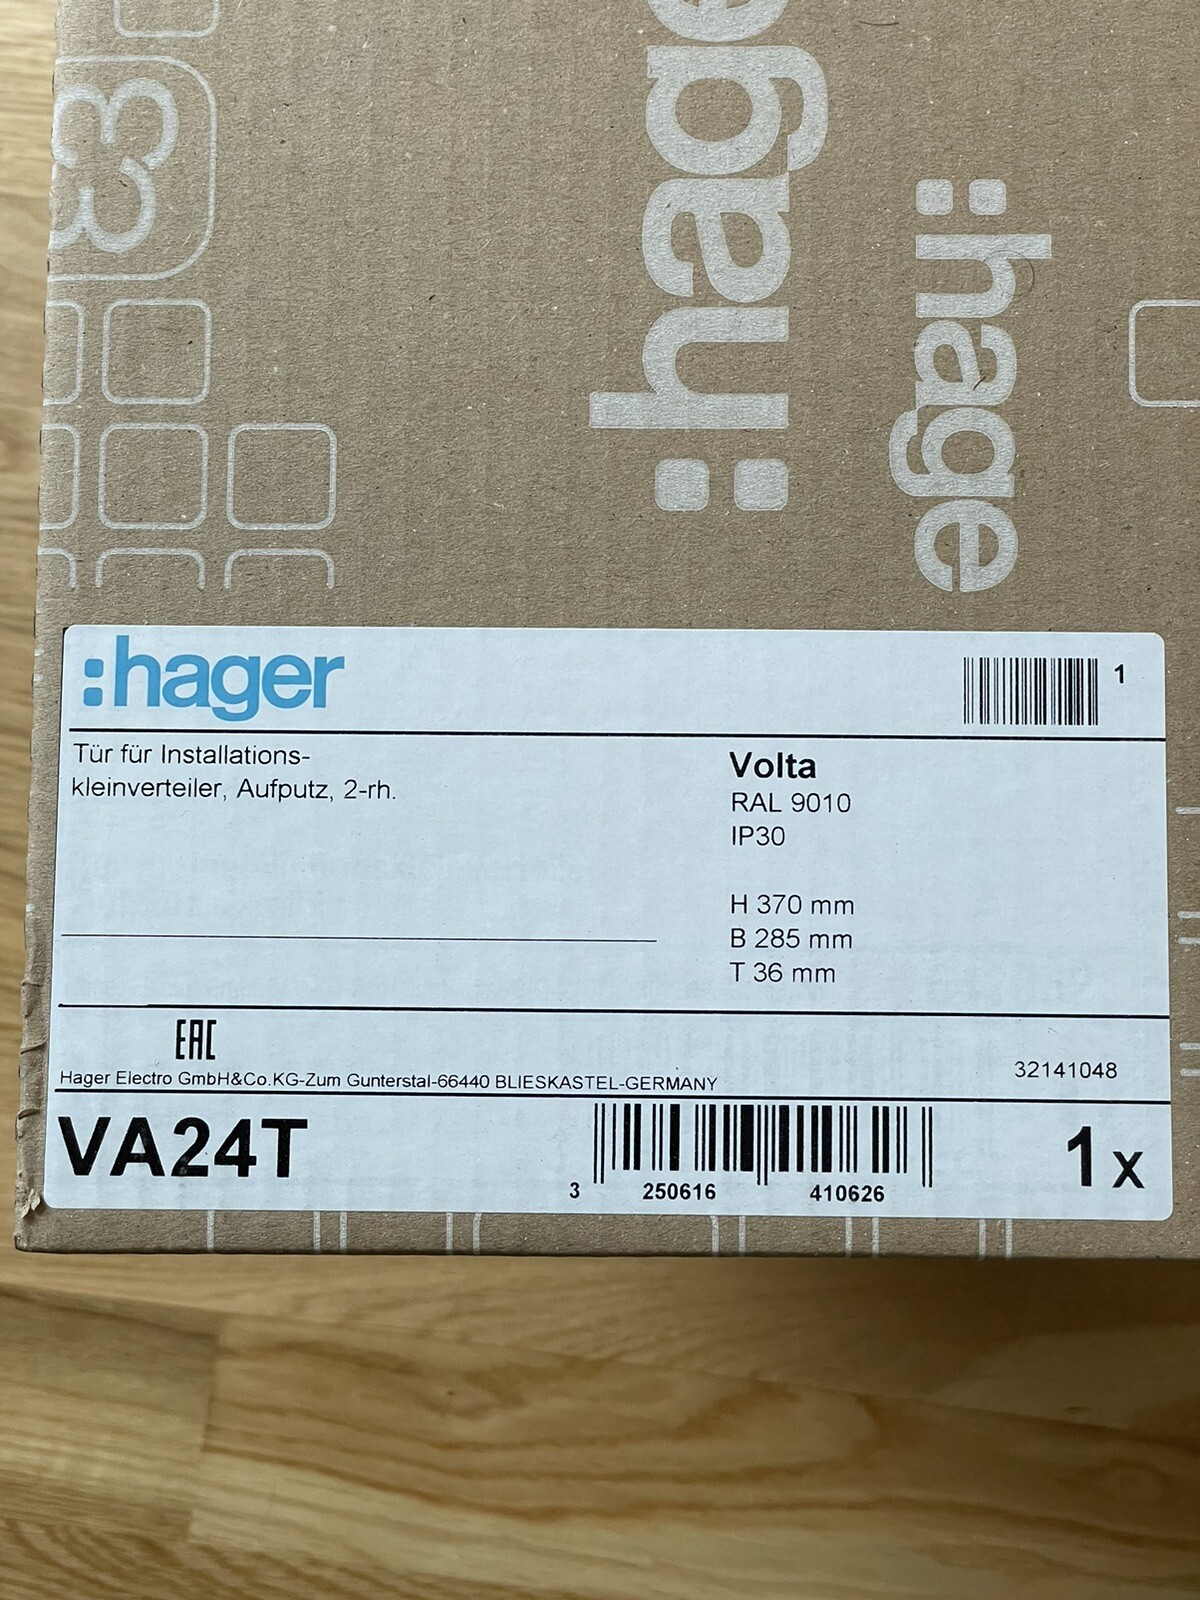 :hage
:hage
:hager
1
Tür für Installations-
kleinverteiler, Aufputz, 2-rh.
Volta
RAL 9010
IP30
H 370 mm
B 285 mm
T 36 mm
EAC
Hager Electro GmbH&Co.KG-Zum Gunterstal-66440 BLIESKASTEL-GERMANY
32141048
VA24T
3 250616 410626
1 x